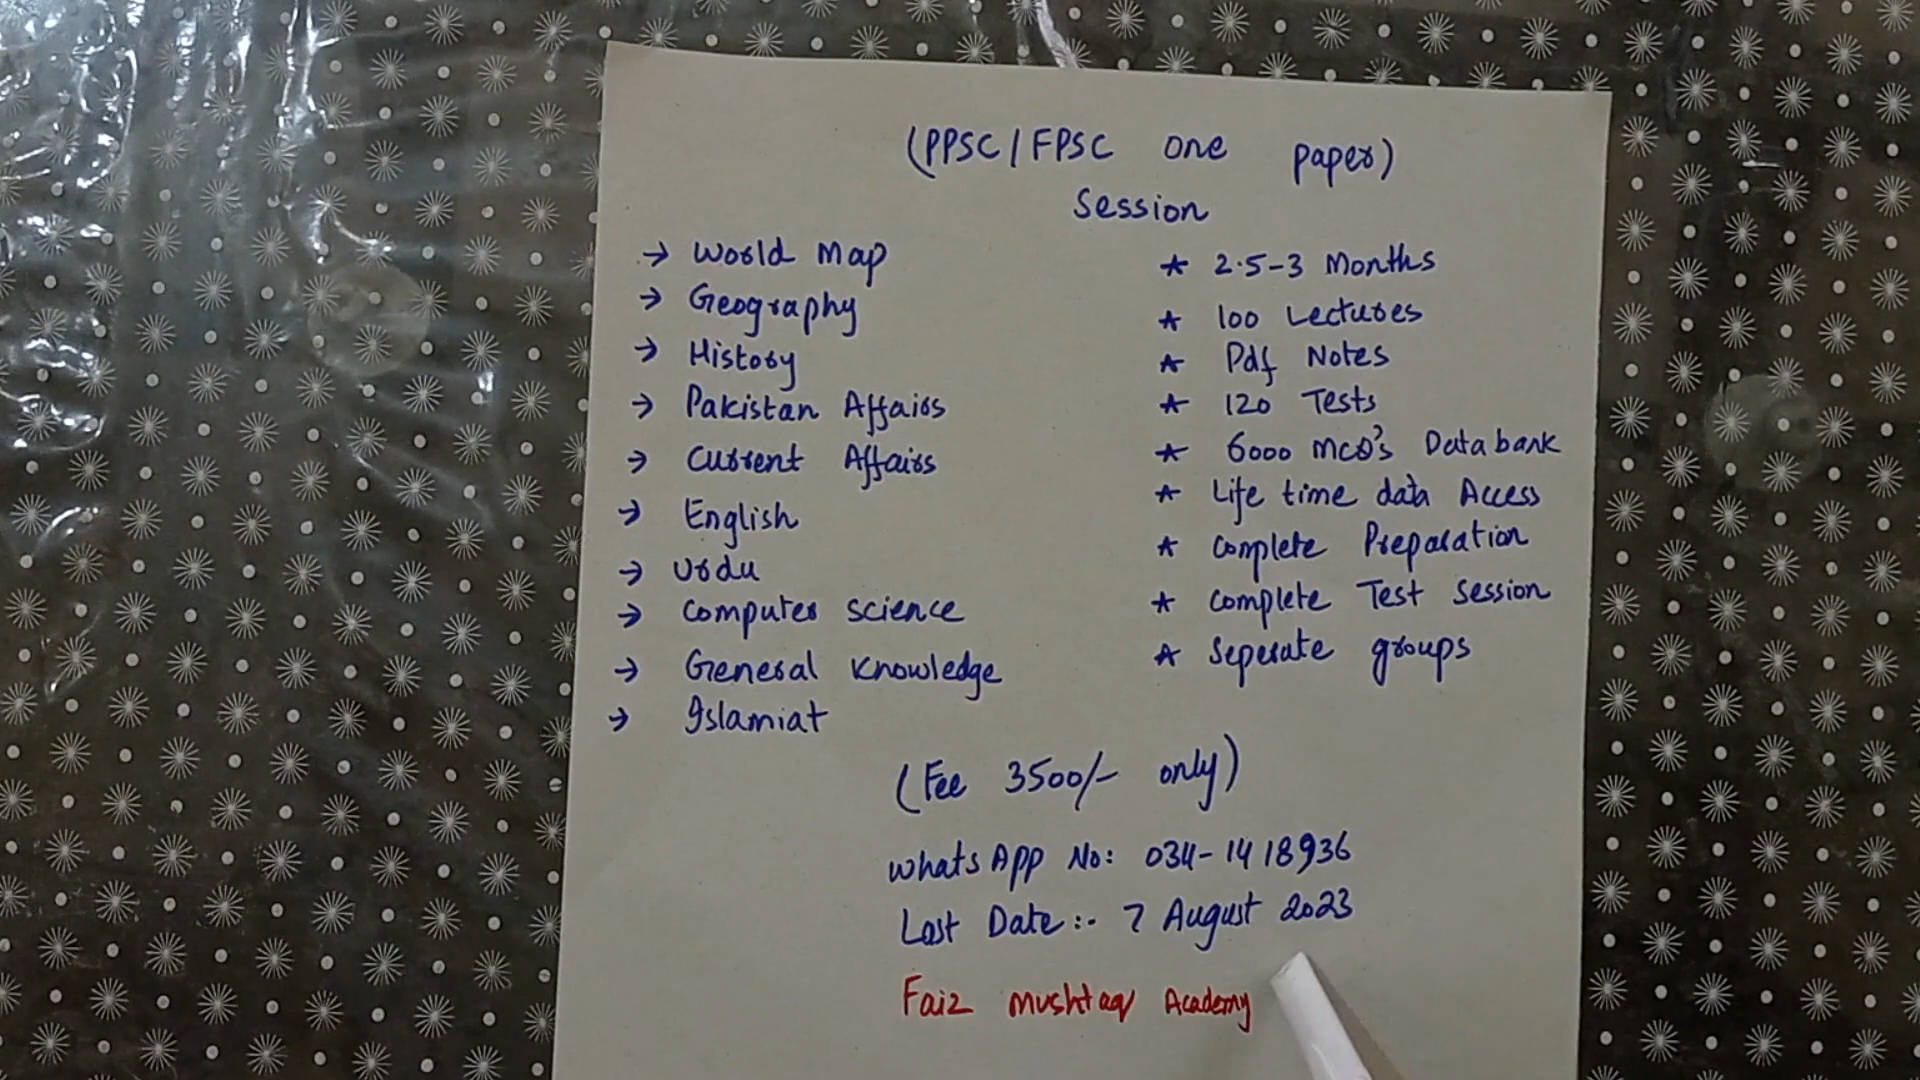 (PPSC/FPSC one paper)
Session
→ World Map
→ Geography
→ History
→ Pakistan Affairs
→ Current Affairs
→ English
→ Urdu
→ Computer science
→ General Knowledge
→ Islamiat
★ 2.5-3 Months
★ 100 Lectures
★ Pdf Notes
★ 120 Tests
★ 6000 MCQ's Data bank
★ Life time data Access
★ Complete Preparation
★ Complete Test Session
★ Seperate groups
(Fee 3500/- only)
Whats App No: 034-1418936
Last Date:- 7 August 2023
Faiz Mushtaq Academy